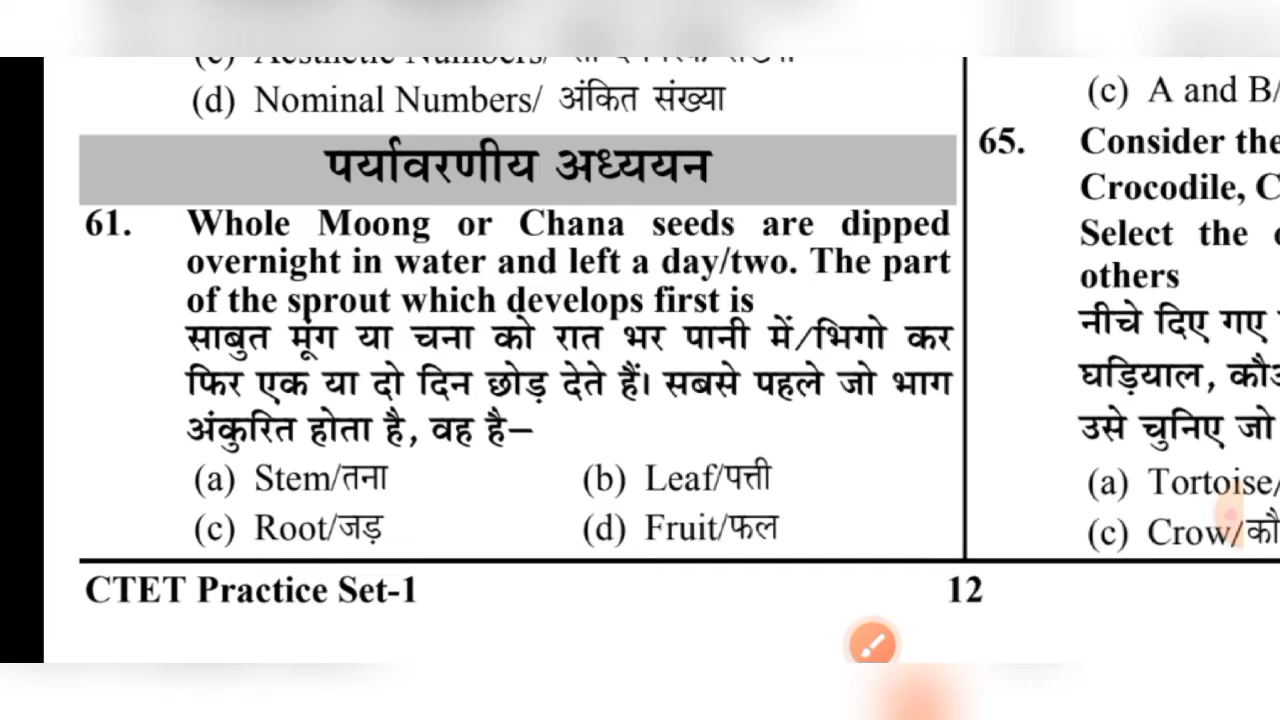 (d) Nominal Numbers/ अंकित संख्या
पर्यावरणीय अध्ययन
61. Whole Moong or Chana seeds are dipped
overnight in water and left a day/two. The part
of the sprout which develops first is
साबुत मूंग या चना को रात भर पानी में/भिगो कर
फिर एक या दो दिन छोड़ देते हैं। सबसे पहले जो भाग
अंकुरित होता है, वह है–
(a) Stem/तना (b) Leaf/पत्ती
(c) Root/जड़ (d) Fruit/फल
(c) A and B/
65. Consider the
Crocodile, C
Select the
others
नीचे दिए गए
घड़ियाल,
उसे चुनिए जो
(a) Tortoise/
(c) Crow/कौ
CTET Practice Set-1 12